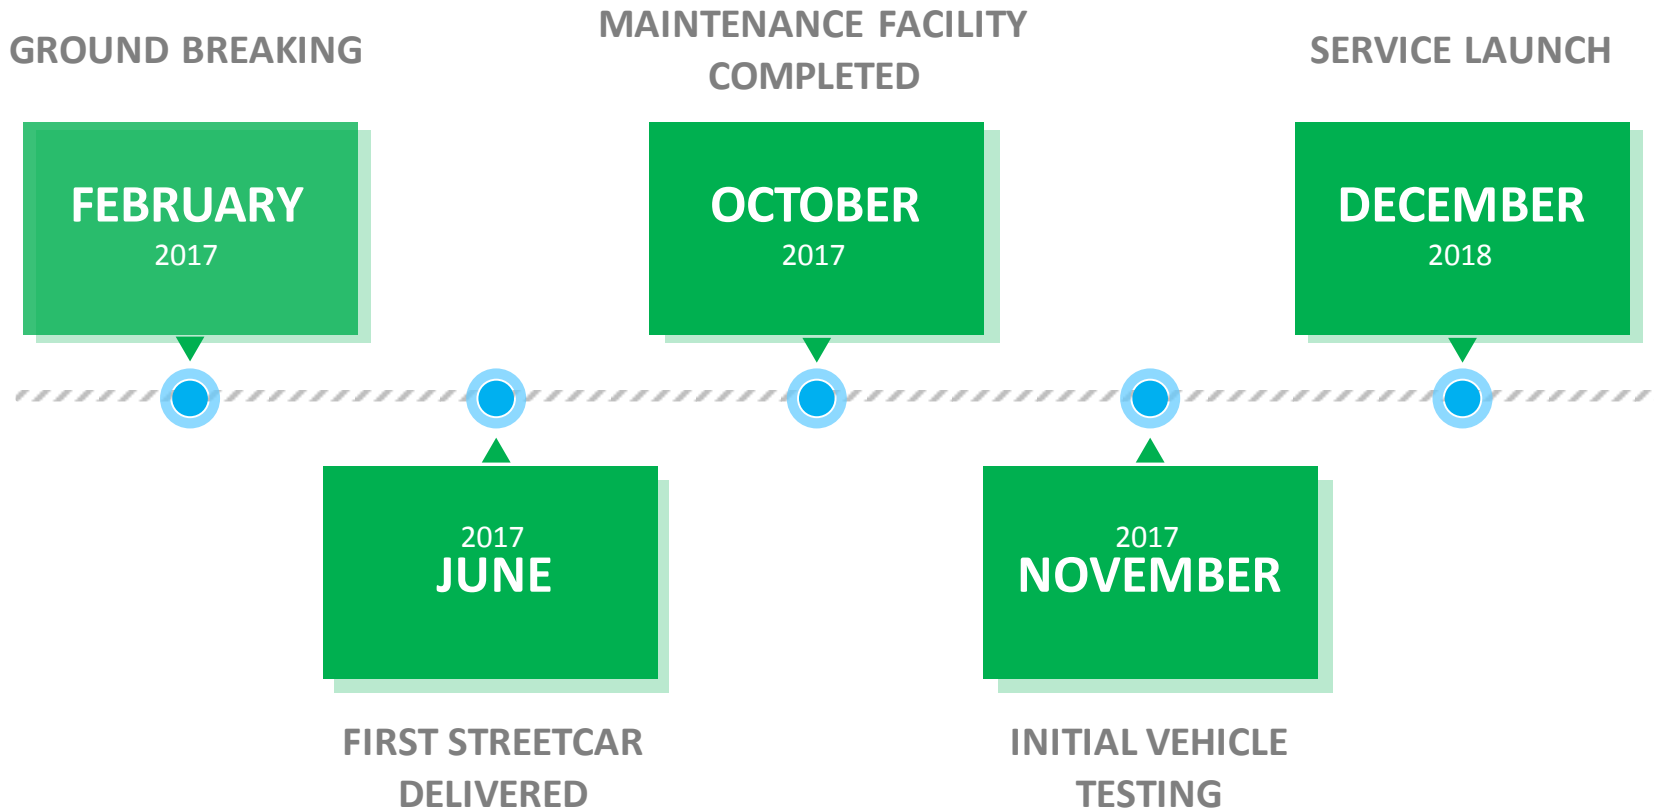 GROUND BREAKING
FEBRUARY
2017
MAINTENANCE FACILITY
COMPLETED
OCTOBER
2017
SERVICE LAUNCH
DECEMBER
2018
2017
JUNE
FIRST STREETCAR
DELIVERED
2017
NOVEMBER
INITIAL VEHICLE
TESTING